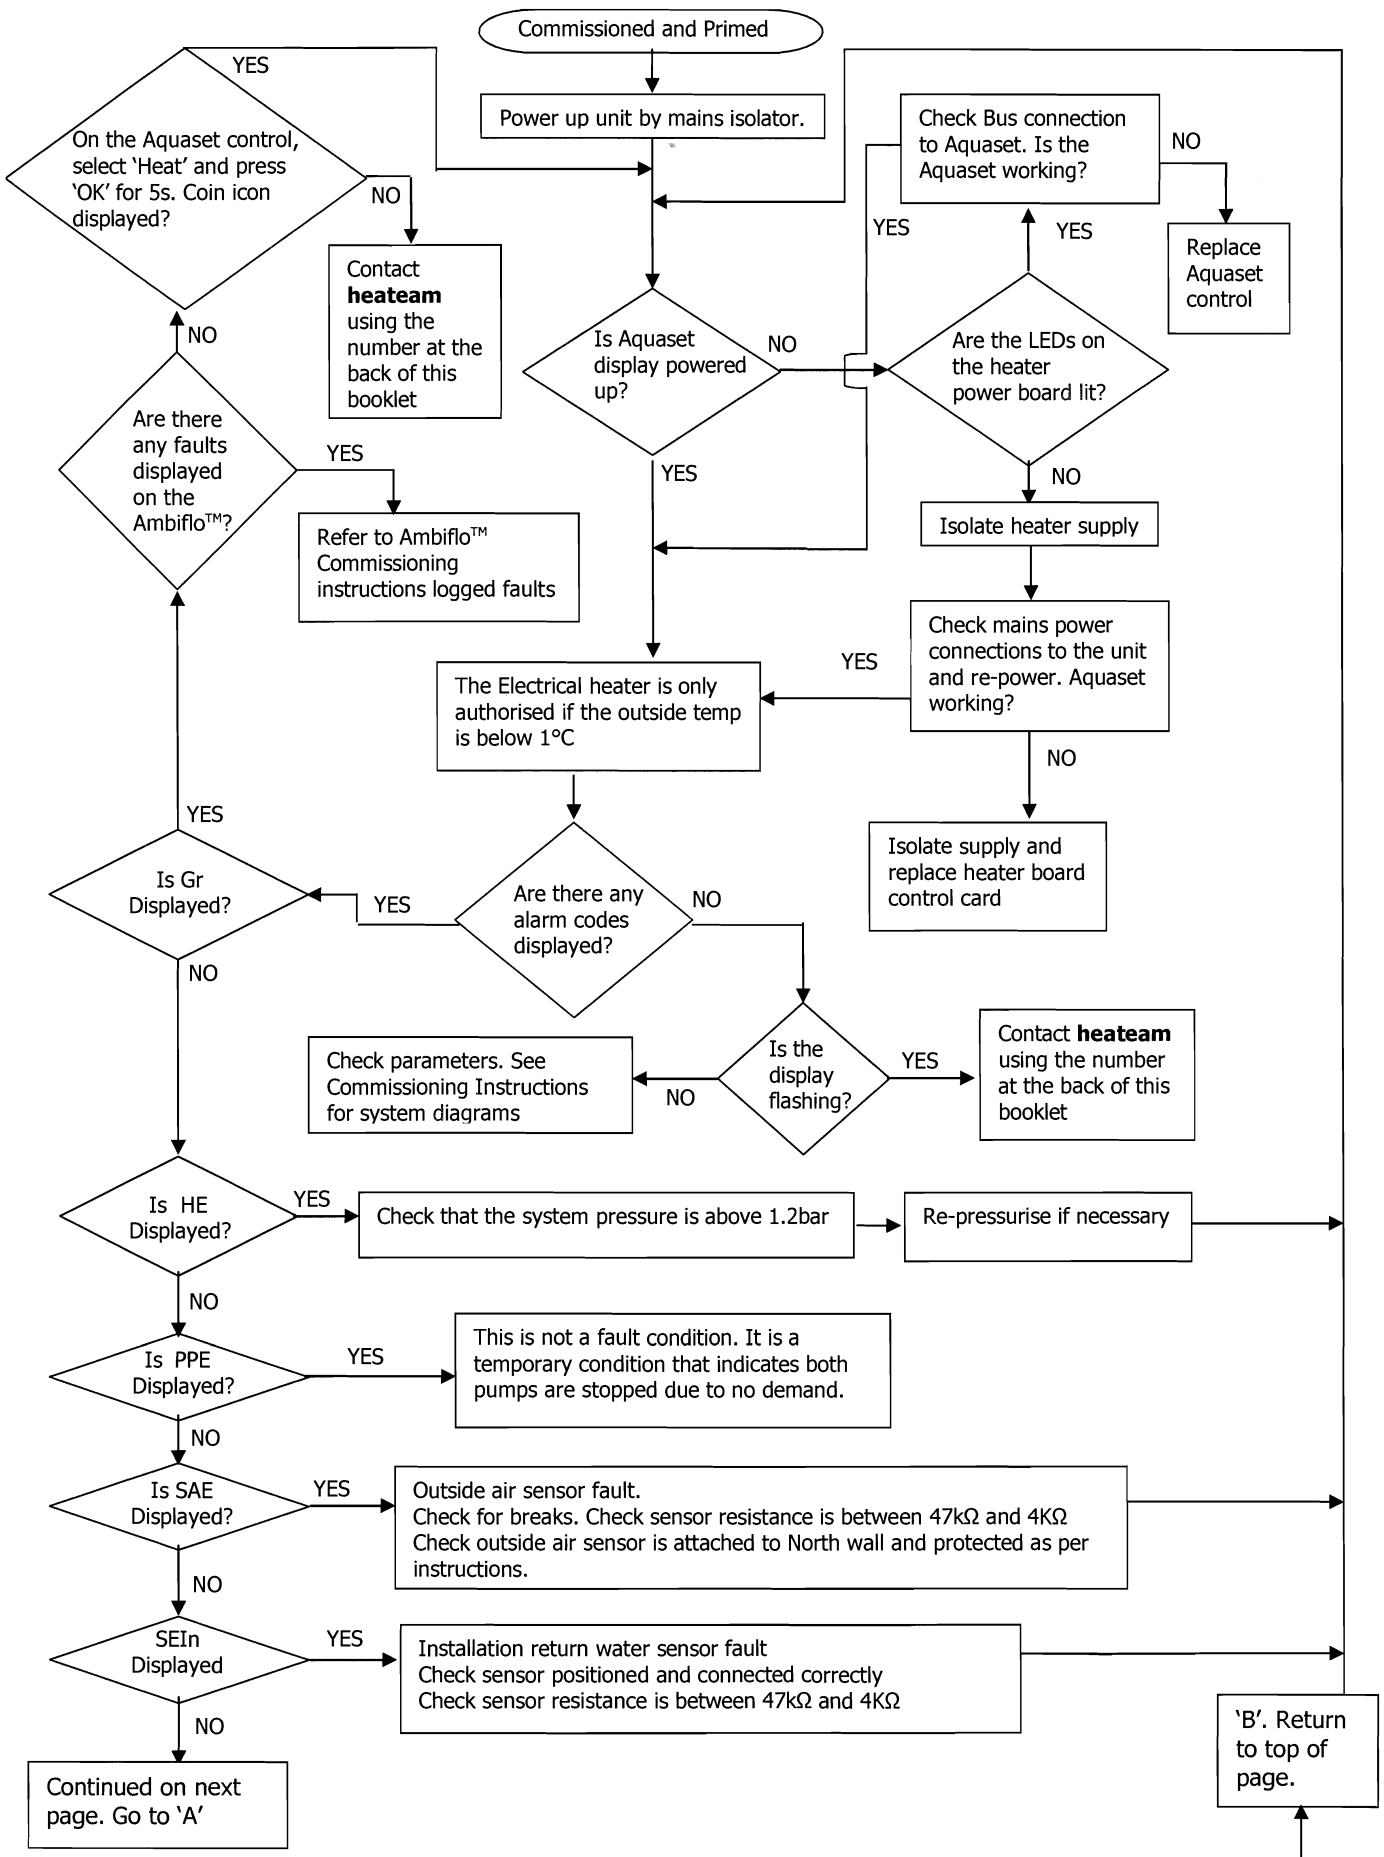 Commissioned and Primed
Power up unit by mains isolator.
YES
On the Aquaset control,
select ‘Heat’ and press
‘OK’ for 5s. Coin icon
displayed?
NO
Contact
heateam
using the
number at the
back of this
booklet
Check Bus connection
to Aquaset. Is the
Aquaset working?
NO
YES
YES
Replace
Aquaset
control
Is Aquaset
display powered
up?
NO
Are the LEDs on
the heater
power board lit?
NO
Are there
any faults
displayed
on the
Ambiflo™?
YES
YES
NO
Isolate heater supply
Refer to Ambiflo™
Commissioning
instructions logged faults
Check mains power
connections to the unit
and re-power. Aquaset
working?
YES
The Electrical heater is only
authorised if the outside temp
is below 1°C
NO
Isolate supply and
replace heater board
control card
YES
Is Gr
Displayed?
YES
Are there any
alarm codes
displayed?
NO
NO
Is the
display
flashing?
YES
NO
Contact heateam
using the number
at the back of this
booklet
Check parameters. See
Commissioning Instructions
for system diagrams
Is HE
Displayed?
YES
Check that the system pressure is above 1.2bar
Re-pressurise if necessary
NO
Is PPE
Displayed?
YES
This is not a fault condition. It is a
temporary condition that indicates both
pumps are stopped due to no demand.
NO
Is SAE
Displayed?
YES
Outside air sensor fault.
Check for breaks. Check sensor resistance is between 47kΩ and 4KΩ
Check outside air sensor is attached to North wall and protected as per
instructions.
NO
SEIn
Displayed
YES
Installation return water sensor fault
Check sensor positioned and connected correctly
Check sensor resistance is between 47kΩ and 4KΩ
NO
Continued on next
page. Go to ‘A’
‘B’. Return
to top of
page.